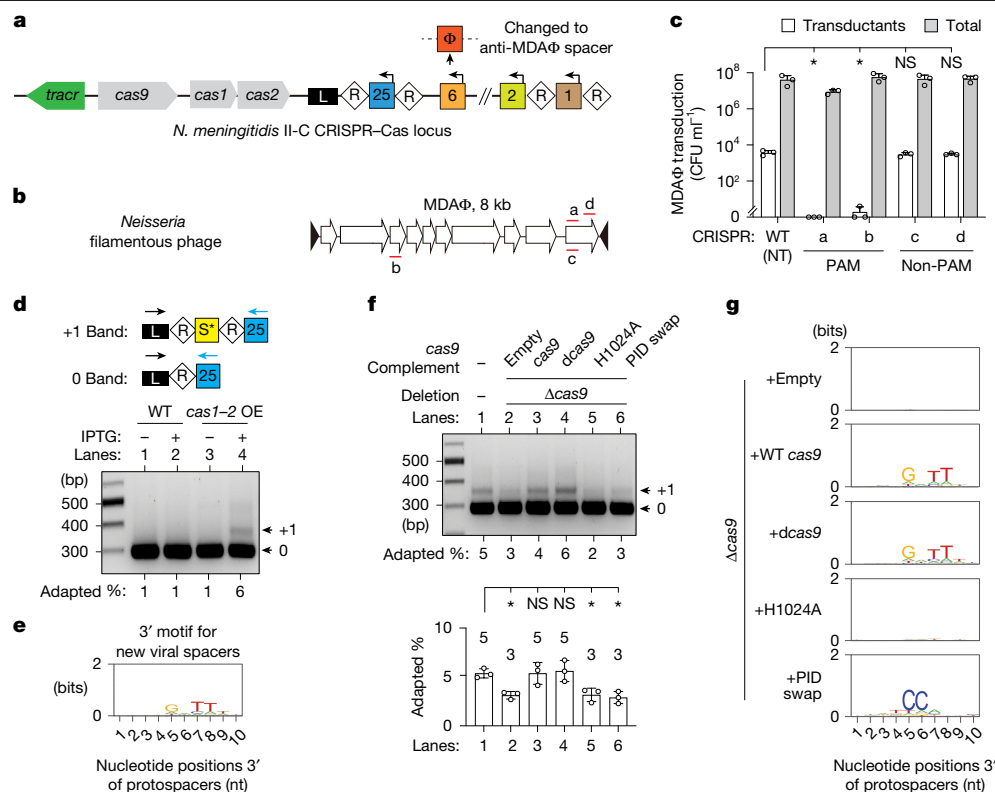 a
Φ
Changed to
anti-MDAΦ spacer
tracr
cas9
cas1
cas2
L
R
25
R
6
//
2
R
1
R
N. meningitidis II-C CRISPR–Cas locus
b
Neisseria
filamentous phage
MDAΦ, 8 kb
a
d
b
c
c
Transductants
Total
*
*
NS
NS
MDAΦ transduction
(CFU ml⁻¹)
10⁸
10⁶
10⁴
10²
0
CRISPR:
WT
(NT)
a
b
c
d
PAM
Non-PAM
d
+1 Band:
L
R
S*
R
25
0 Band:
L
R
25
WT
cas1–2 OE
IPTG:
–
+
–
+
Lanes:
1
2
3
4
(bp)
500
400
300
+1
0
Adapted %:
1
1
1
6
e
3′ motif for
new viral spacers
2
(bits)
0
G
TT
1
2
3
4
5
6
7
8
9
10
Nucleotide positions 3′
of protospacers (nt)
f
cas9
Complement
–
Empty
cas9
dcas9
H1024A
PID swap
Deletion
–
Δcas9
Lanes:
1
2
3
4
5
6
500
400
300
(bp)
+1
0
Adapted %:
5
3
4
6
2
3
*
NS
NS
*
*
Adapted %
10
5
0
5
3
5
5
3
3
Lanes:
1
2
3
4
5
6
g
(bits)
Δcas9
+Empty
2
0
+WT cas9
2
0
G
TT
+dcas9
2
0
G
TT
+H1024A
2
0
+PID
swap
2
0
CC
1
2
3
4
5
6
7
8
9
10
Nucleotide positions 3′
of protospacers (nt)